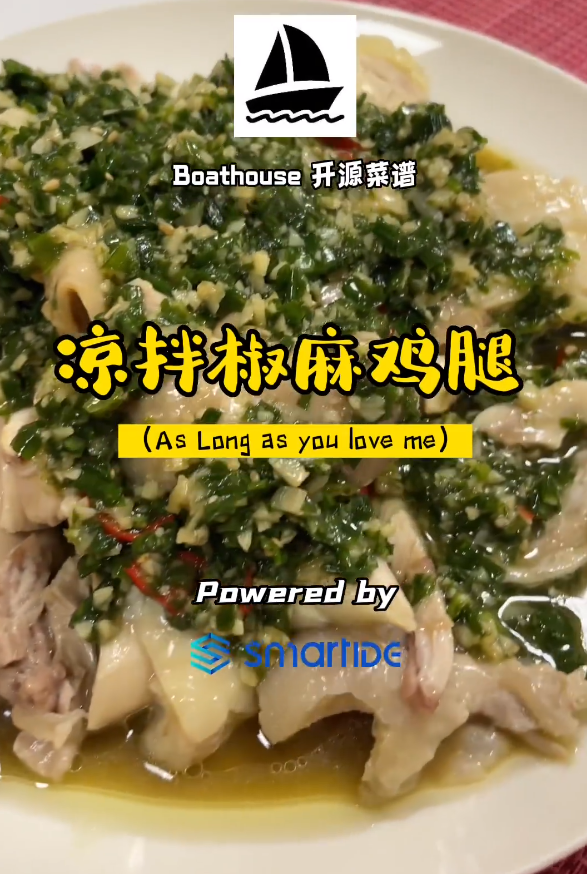 Boathouse 开源菜谱
凉拌椒麻鸡腿
(As Long as you love me)
Powered by
smartIDE